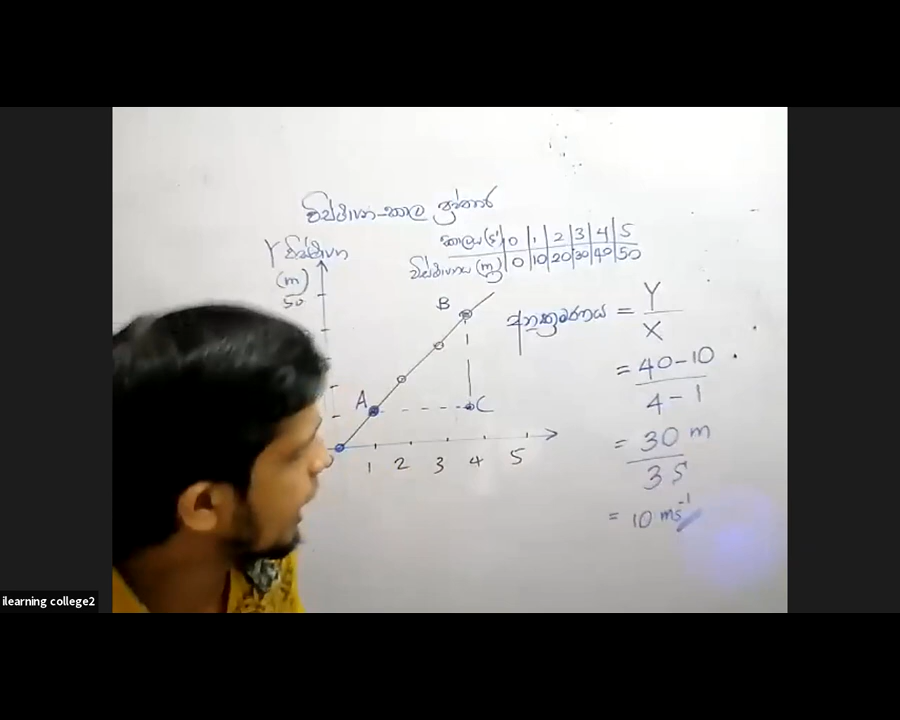 විස්ථාපන-කාල ප්‍රස්තාර
Y විස්ථාපන
(m)
50
කාලය (s) 0 1 2 3 4 5
විස්ථාපනය (m) 0 10 20 30 40 50
B
A
C
1 2 3 4 5
අනුක්‍රමණය = Y
X
= 40-10
4-1
= 30 m
3 S
= 10 ms⁻¹
ilearning college2